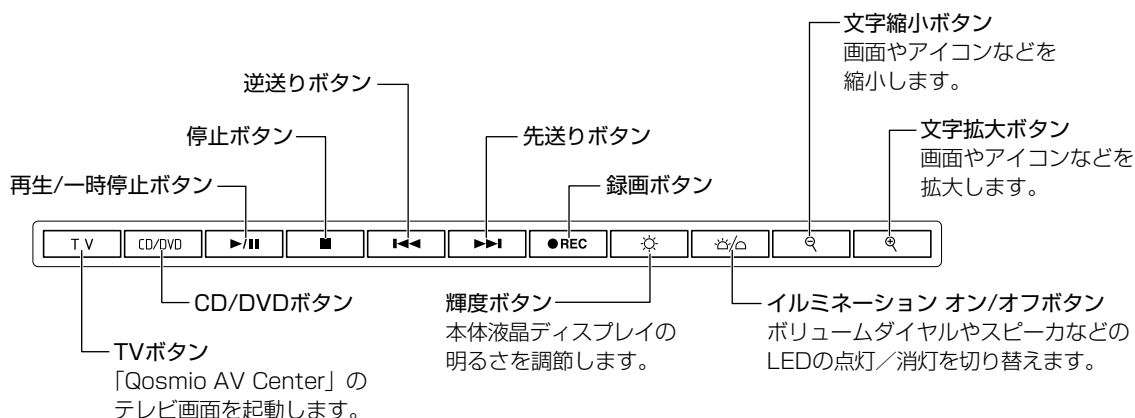 文字縮小ボタン
画面やアイコンなどを
縮小します。
逆送りボタン
停止ボタン
先送りボタン
文字拡大ボタン
画面やアイコンなどを
拡大します。
再生/一時停止ボタン
録画ボタン
TV CD/DVD ►/❚❚ ■ I◄◄ ►►I ●REC
CD/DVDボタン
輝度ボタン
本体液晶ディスプレイの
明るさを調節します。
イルミネーション オン/オフボタン
ボリュームダイヤルやスピーカなどの
LEDの点灯／消灯を切り替えます。
TVボタン
「Qosmio AV Center」の
テレビ画面を起動します。